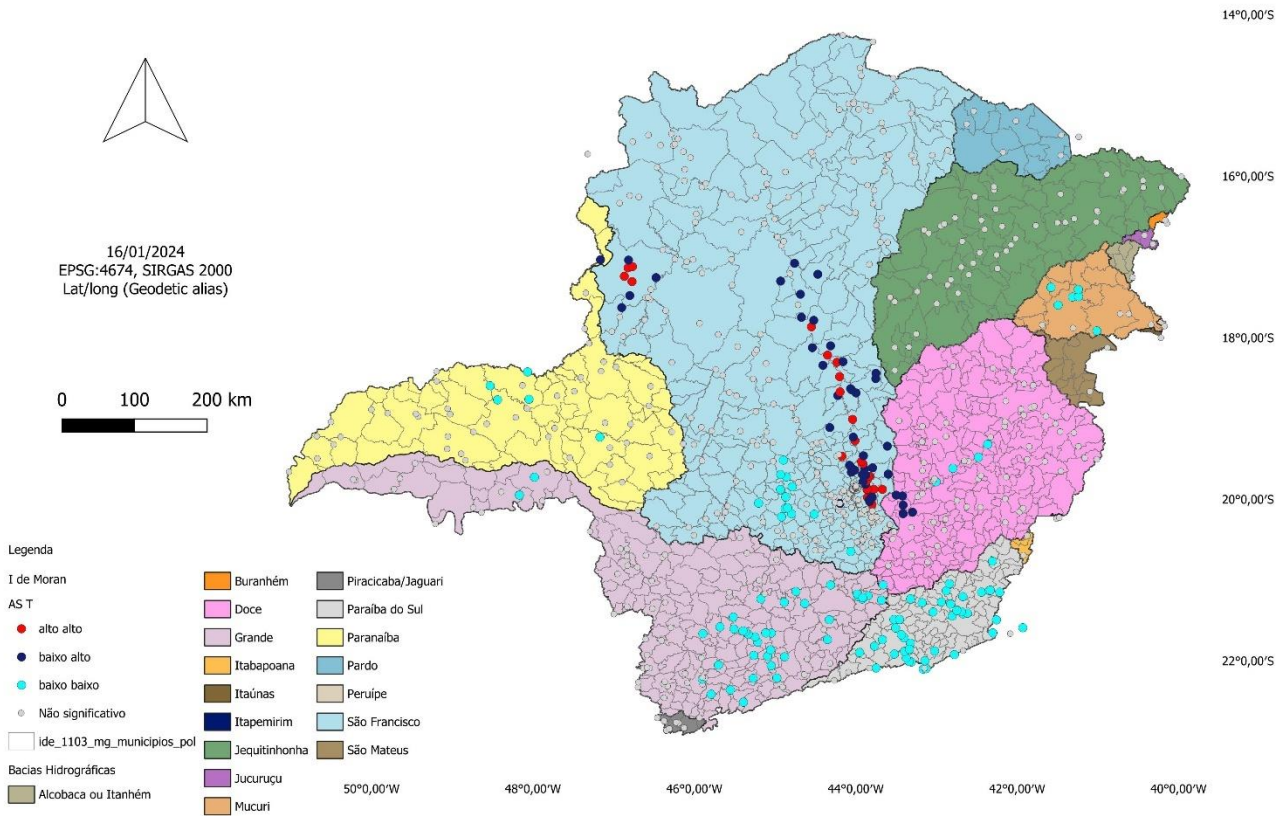 14°0,00′S
16°0,00′S
16/01/2024
EPSG:4674, SIRGAS 2000
Lat/long (Geodetic alias)
18°0,00′S
0 100 200 km
20°0,00′S
22°0,00′S
50°0,00′W 48°0,00′W 46°0,00′W 44°0,00′W 42°0,00′W 40°0,00′W
Legenda
I de Moran
AS T
alto alto
baixo alto
baixo baixo
Não significativo
ide_1103_mg_municipios_pol
Bacias Hidrográficas
Alcobaca ou Itanhém
Buranhém
Doce
Grande
Itabapoana
Itaúnas
Itapemirim
Jequitinhonha
Jucuruçu
Mucuri
Piracicaba/Jaguari
Paraíba do Sul
Paranaíba
Pardo
Peruípe
São Francisco
São Mateus